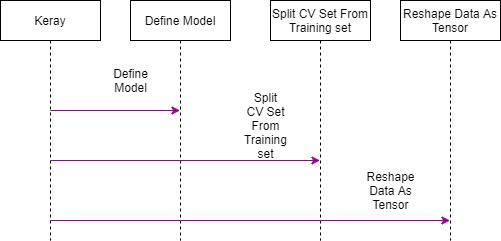 Keray
Define Model
Split CV Set From
Training set
Reshape Data As
Tensor
Define
Model
Split
CV Set
From
Training
set
Reshape
Data As
Tensor